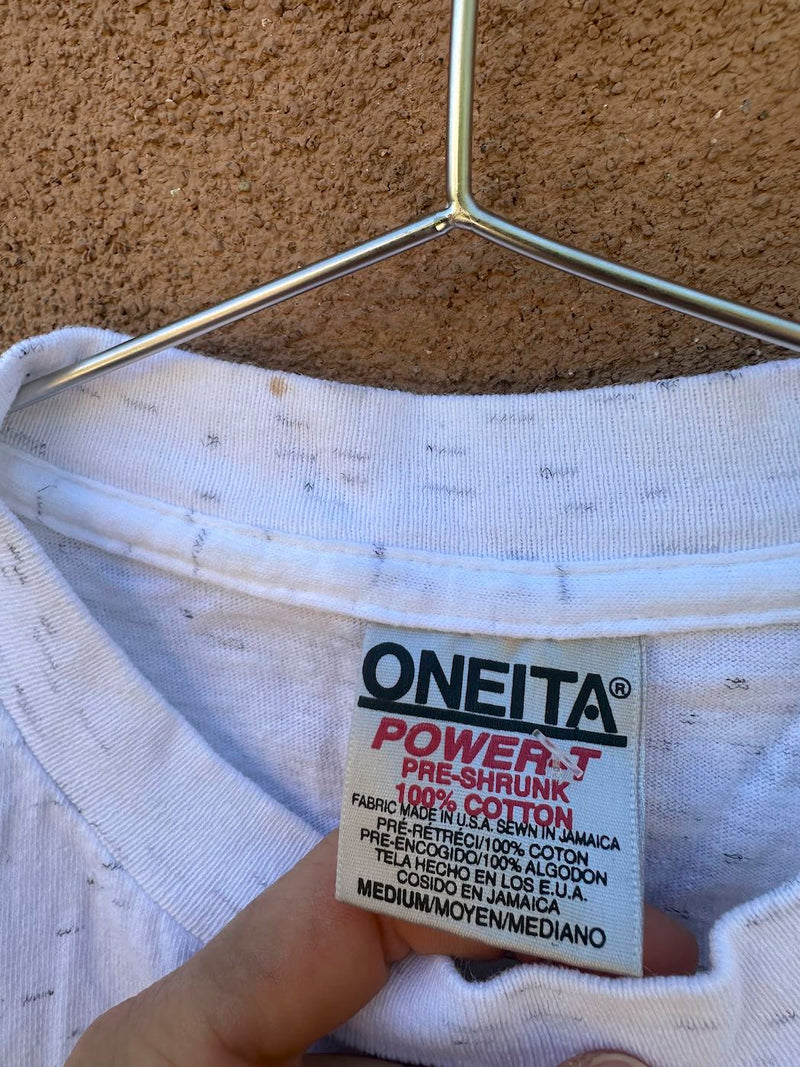 ONEITA®
POWER-T
PRE-SHRUNK
100% COTTON
FABRIC MADE IN U.S.A. SEWN IN JAMAICA
PRÉ-RÉTRÉCI/100% COTON
PRE-ENCOGIDO/100% ALGODON
TELA HECHO EN LOS E.U.A.
COSIDO EN JAMAICA
MEDIUM/MOYEN/MEDIANO